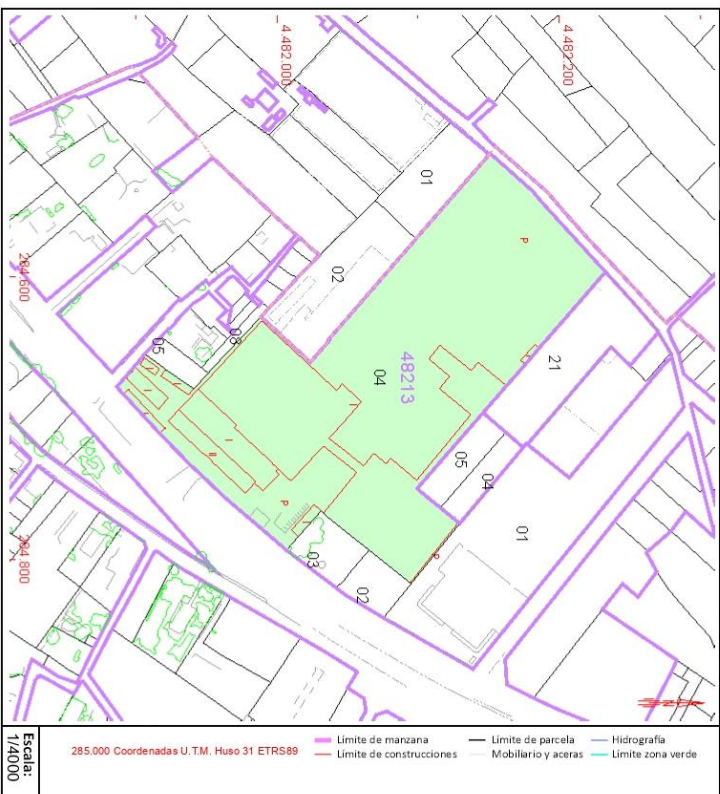 4.482.000
4.482.200
01
02
P
48213
04
21
05
04
01
08
05
284.600
P
P
03
02
284.800
I
I
II
Escala:
1/4000
285.000 Coordenadas U.T.M. Huso 31 ETRS89
Límite de manzana
Límite de construcciones
Límite de parcela
Mobiliario y aceras
Hidrografía
Límite zona verde